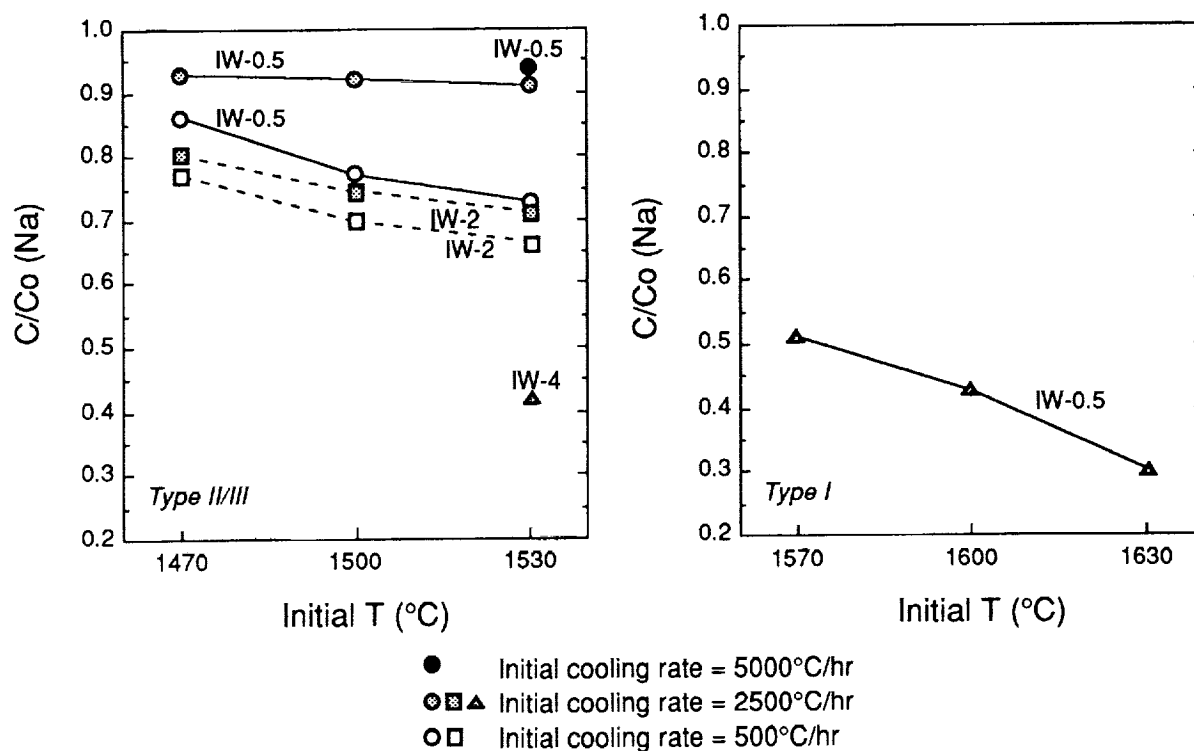 1.0
0.9
0.8
0.7
0.6
0.5
0.4
0.3
0.2
C/Co (Na)
IW-0.5
IW-0.5
IW-0.5
IW-2
IW-2
IW-4
Type II/III
1470 1500 1530
Initial T (°C)
1.0
0.9
0.8
0.7
0.6
0.5
0.4
0.3
0.2
C/Co (Na)
IW-0.5
Type I
1570 1600 1630
Initial T (°C)
Initial cooling rate = 5000°C/hr
Initial cooling rate = 2500°C/hr
Initial cooling rate = 500°C/hr